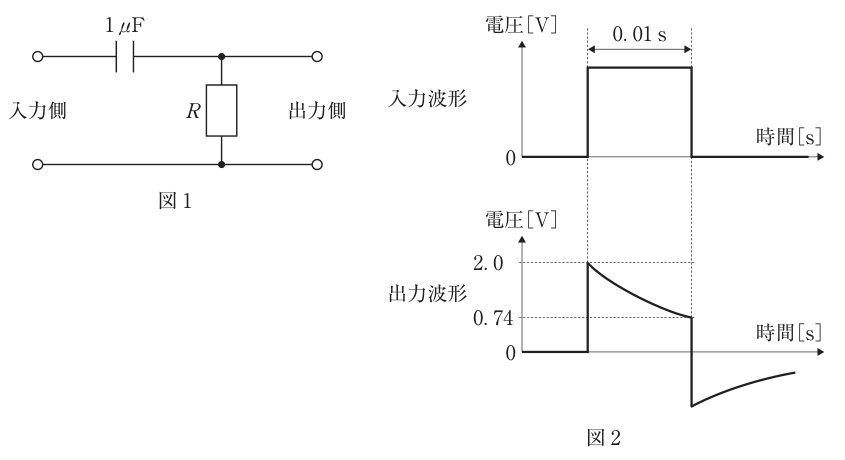 1 μF
入力側
R
出力側
図 1
電圧[V]
0.01 s
入力波形
時間[s]
0
電圧[V]
2.0
出力波形
0.74
時間[s]
0
図 2